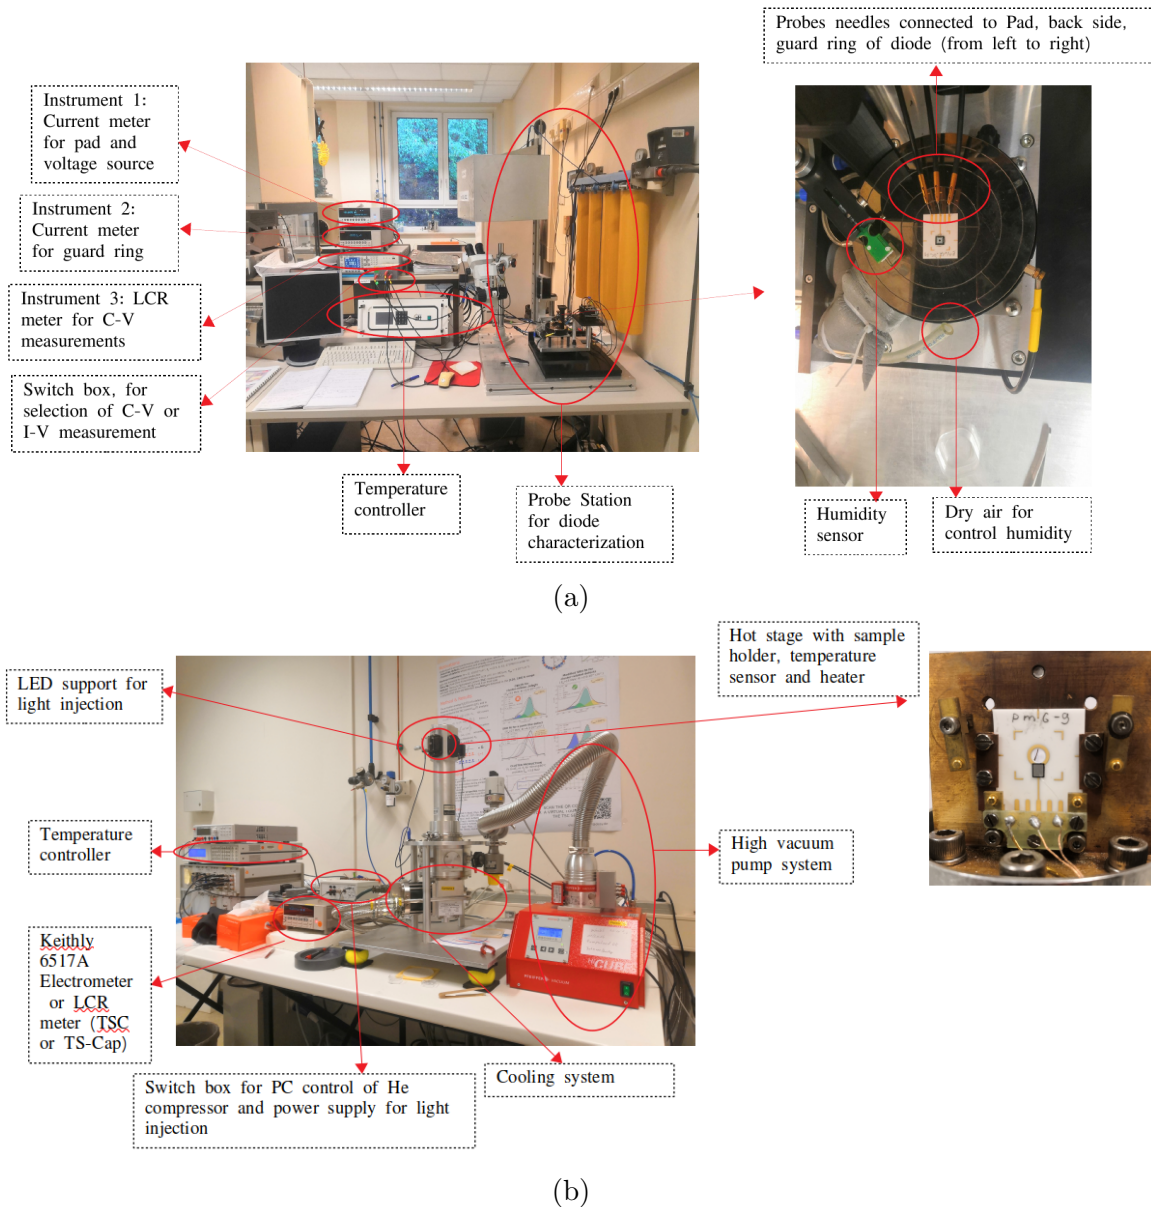 Probes needles connected to Pad, back side,
guard ring of diode (from left to right)
Instrument 1:
Current meter
for pad and
voltage source
Instrument 2:
Current meter
for guard ring
Instrument 3: LCR
meter for C-V
measurements
Switch box, for
selection of C-V or
I-V measurement
Temperature
controller
Probe Station
for diode
characterization
Humidity
sensor
Dry air for
control humidity
(a)
Hot stage with sample
holder, temperature
sensor and heater
LED support for
light injection
pm6-9
Temperature
controller
High vacuum
pump system
Keithly
6517A
Electrometer
or LCR
meter (TSC
or TS-Cap)
CUBE
Cooling system
Switch box for PC control of He
compressor and power supply for light
injection
(b)